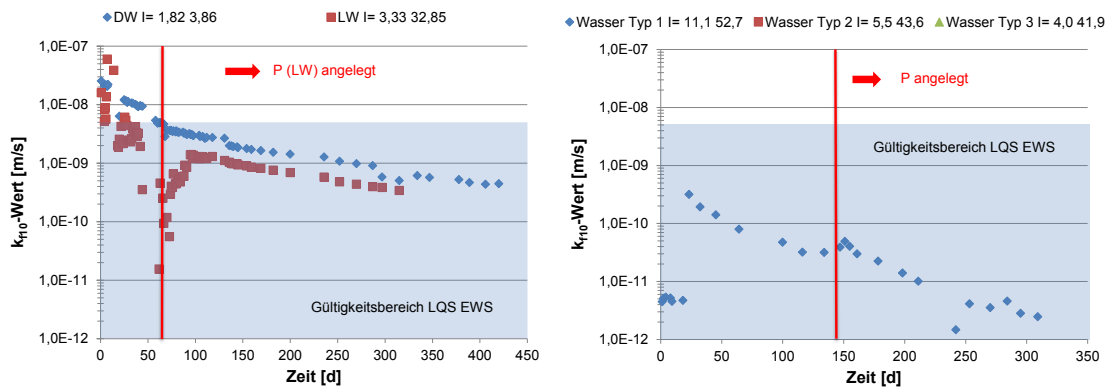 DW I= 1,82 3,86
LW I= 3,33 32,85
1,0E-07
1,0E-08
1,0E-09
1,0E-10
1,0E-11
1,0E-12
kf10-Wert [m/s]
P (LW) angelegt
Gültigkeitsbereich LQS EWS
0 50 100 150 200 250 300 350 400 450
Zeit [d]
Wasser Typ 1 I= 11,1 52,7
Wasser Typ 2 I= 5,5 43,6
Wasser Typ 3 I= 4,0 41,9
1,0E-07
1,0E-08
1,0E-09
1,0E-10
1,0E-11
1,0E-12
kf10-Wert [m/s]
P angelegt
Gültigkeitsbereich LQS EWS
0 50 100 150 200 250 300 350
Zeit [d]